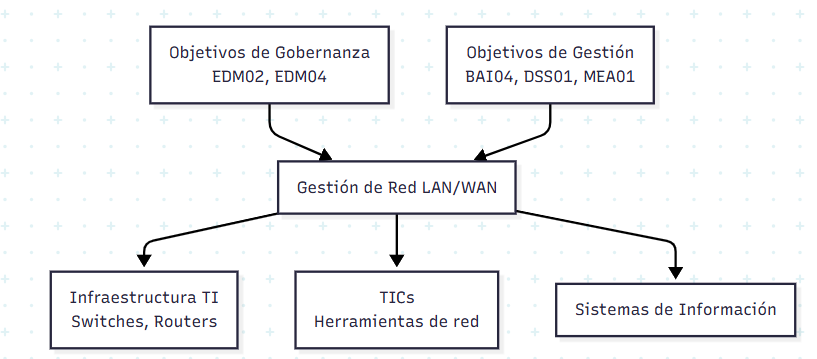 Objetivos de Gobernanza
EDM02, EDM04
Objetivos de Gestión
BAI04, DSS01, MEA01
Gestión de Red LAN/WAN
Infraestructura TI
Switches, Routers
TICs
Herramientas de red
Sistemas de Información